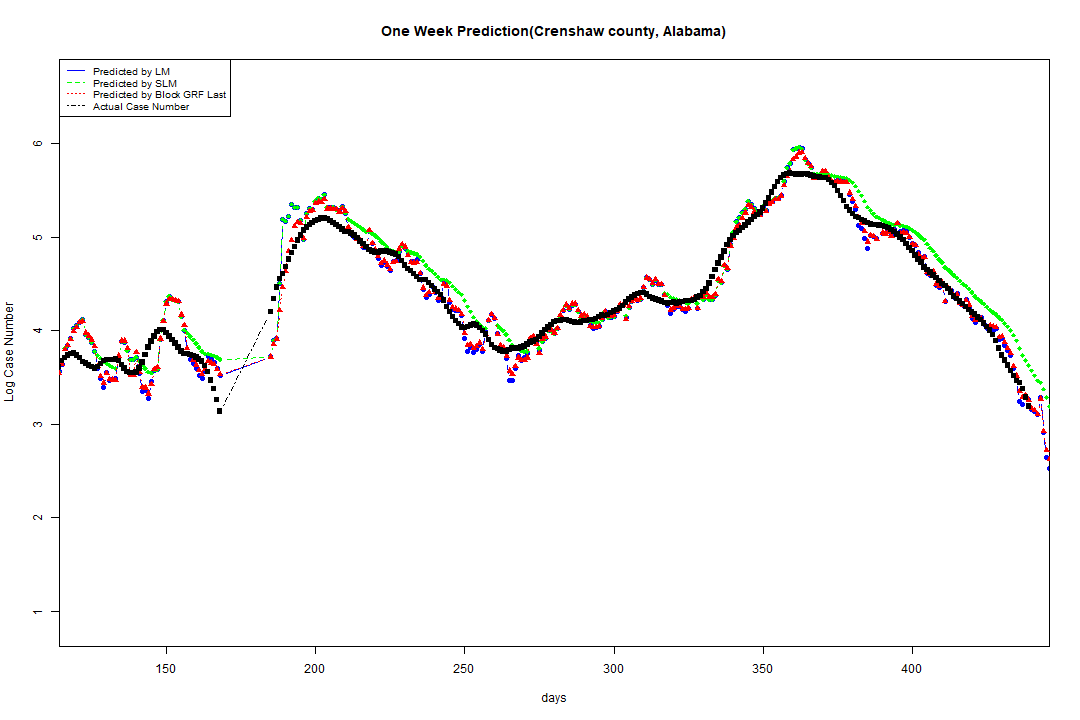 One Week Prediction(Crenshaw county, Alabama)
Predicted by LM
Predicted by SLM
Predicted by Block GRF Last
Actual Case Number
6
5
4
3
2
1
Log Case Number
150 200 250 300 350 400
days